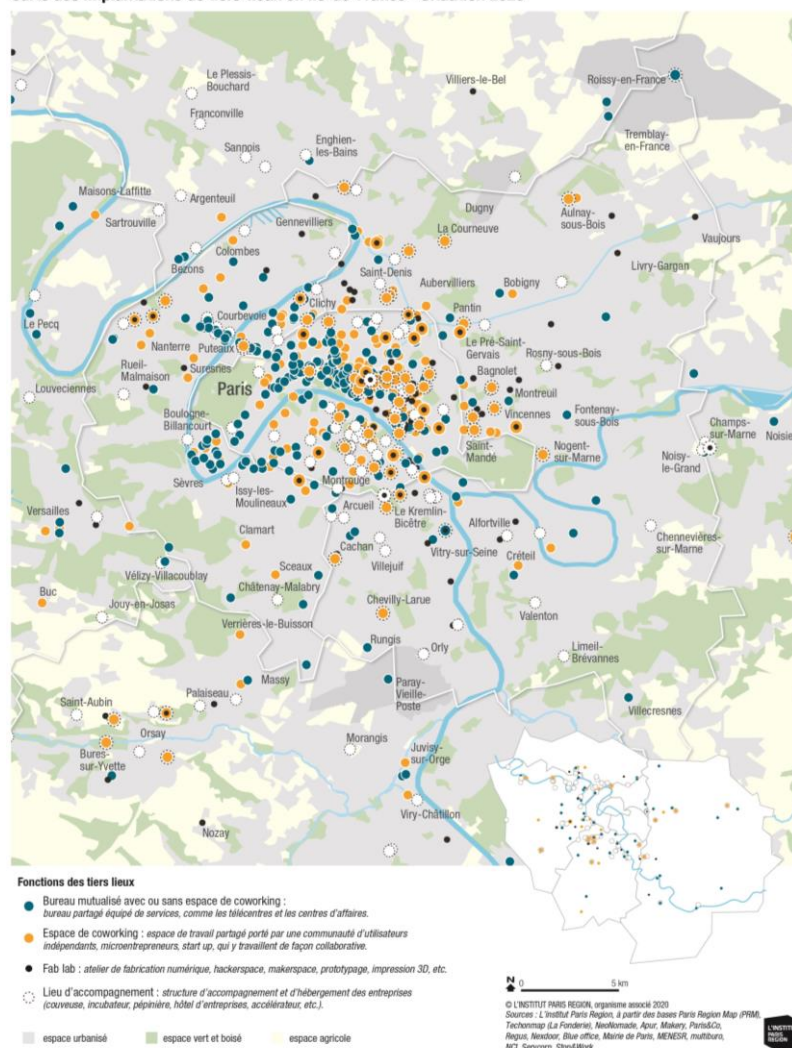 Le Plessis-
Bouchard
Villiers-le-Bel
Roissy-en-France
Franconville
Sannois
Enghien-
les-Bains
Tremblay-
en-France
Maisons-Laffitte
Argenteuil
Sartrouville
Gennevilliers
Dugny
La Courneuve
Aulnay-
sous-Bois
Vaujours
Colombes
Bezons
Saint-Denis
Aubervilliers
Bobigny
Livry-Gargan
Le Pecq
Courbevoie
Clichy
Pantin
Nanterre
Puteaux
Le Pré-Saint-
Gervais
Rosny-sous-Bois
Rueil-
Malmaison
Suresnes
Bagnolet
Louveciennes
Paris
Montreuil
Vincennes
Boulogne-
Billancourt
Fontenay-
sous-Bois
Champs-
sur-Marne
Saint-
Mandé
Nogent-
sur-Marne
Noisy-
le-Grand
Noisie
Sèvres
Issy-les-
Moulineaux
Montrouge
Versailles
Arcueil
Le Kremlin-
Bicêtre
Alfortville
Clamart
Cachan
Vitry-sur-Seine
Chennevières-
sur-Marne
Villejuif
Créteil
Vélizy-Villacoublay
Sceaux
Châtenay-Malabry
Buc
Jouy-en-Josas
Chevilly-Larue
Valenton
Verrières-le-Buisson
Rungis
Orly
Limeil-
Brévannes
Massy
Paray-
Vieille-
Poste
Saint-Aubin
Palaiseau
Villecresnes
Orsay
Morangis
Bures-
sur-Yvette
Juvisy-
sur-Orge
Viry-Châtillon
Nozay
Fonctions des tiers lieux
Bureau mutualisé avec ou sans espace de coworking :
bureau partagé équipé de services, comme les télécentres et les centres d'affaires.
Espace de coworking : espace de travail partagé porté par une communauté d'utilisateurs
indépendants, microentrepreneurs, start up, qui y travaillent de façon collaborative.
Fab lab : atelier de fabrication numérique, hackerspace, makerspace, prototypage, impression 3D, etc.
Lieu d'accompagnement : structure d'accompagnement et d'hébergement des entreprises
(couveuse, incubateur, pépinière, hôtel d'entreprises, accélérateur, etc.).
espace urbanisé espace vert et boisé espace agricole
N 0 5 km
© L'INSTITUT PARIS REGION, organisme associé 2020
Sources : L'Institut Paris Region, à partir des bases Paris Region Map (PRM),
Techonmap (La Fonderie), NeoNomade, Apur, Makery, Paris&Co,
Regus, Nexdoor, Blue office, Mairie de Paris, MENESR, multiburo,
NCI, Servcorp, Stop&Work
L'INSTITUT
PARIS
REGION